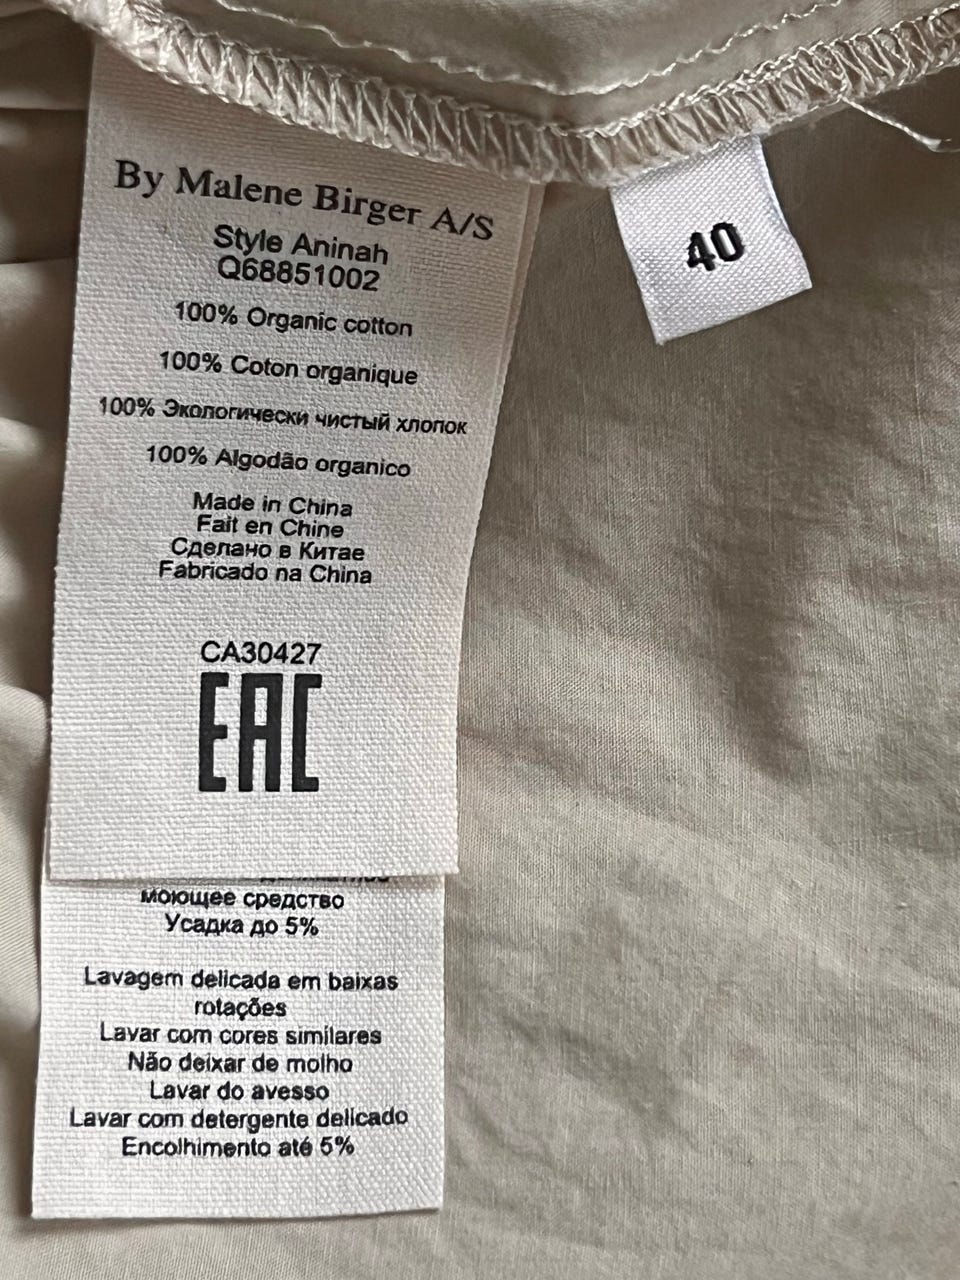 By Malene Birger A/S
Style Aninah
Q68851002
100% Organic cotton
100% Coton organique
100% Экологически чистый хлопок
100% Algodão organico
Made in China
Fait en Chine
Сделано в Китае
Fabricado na China
CA30427
EAC
40
моющее средство
Усадка до 5%
Lavagem delicada em baixas
rotações
Lavar com cores similares
Não deixar de molho
Lavar do avesso
Lavar com detergente delicado
Encolhimento até 5%